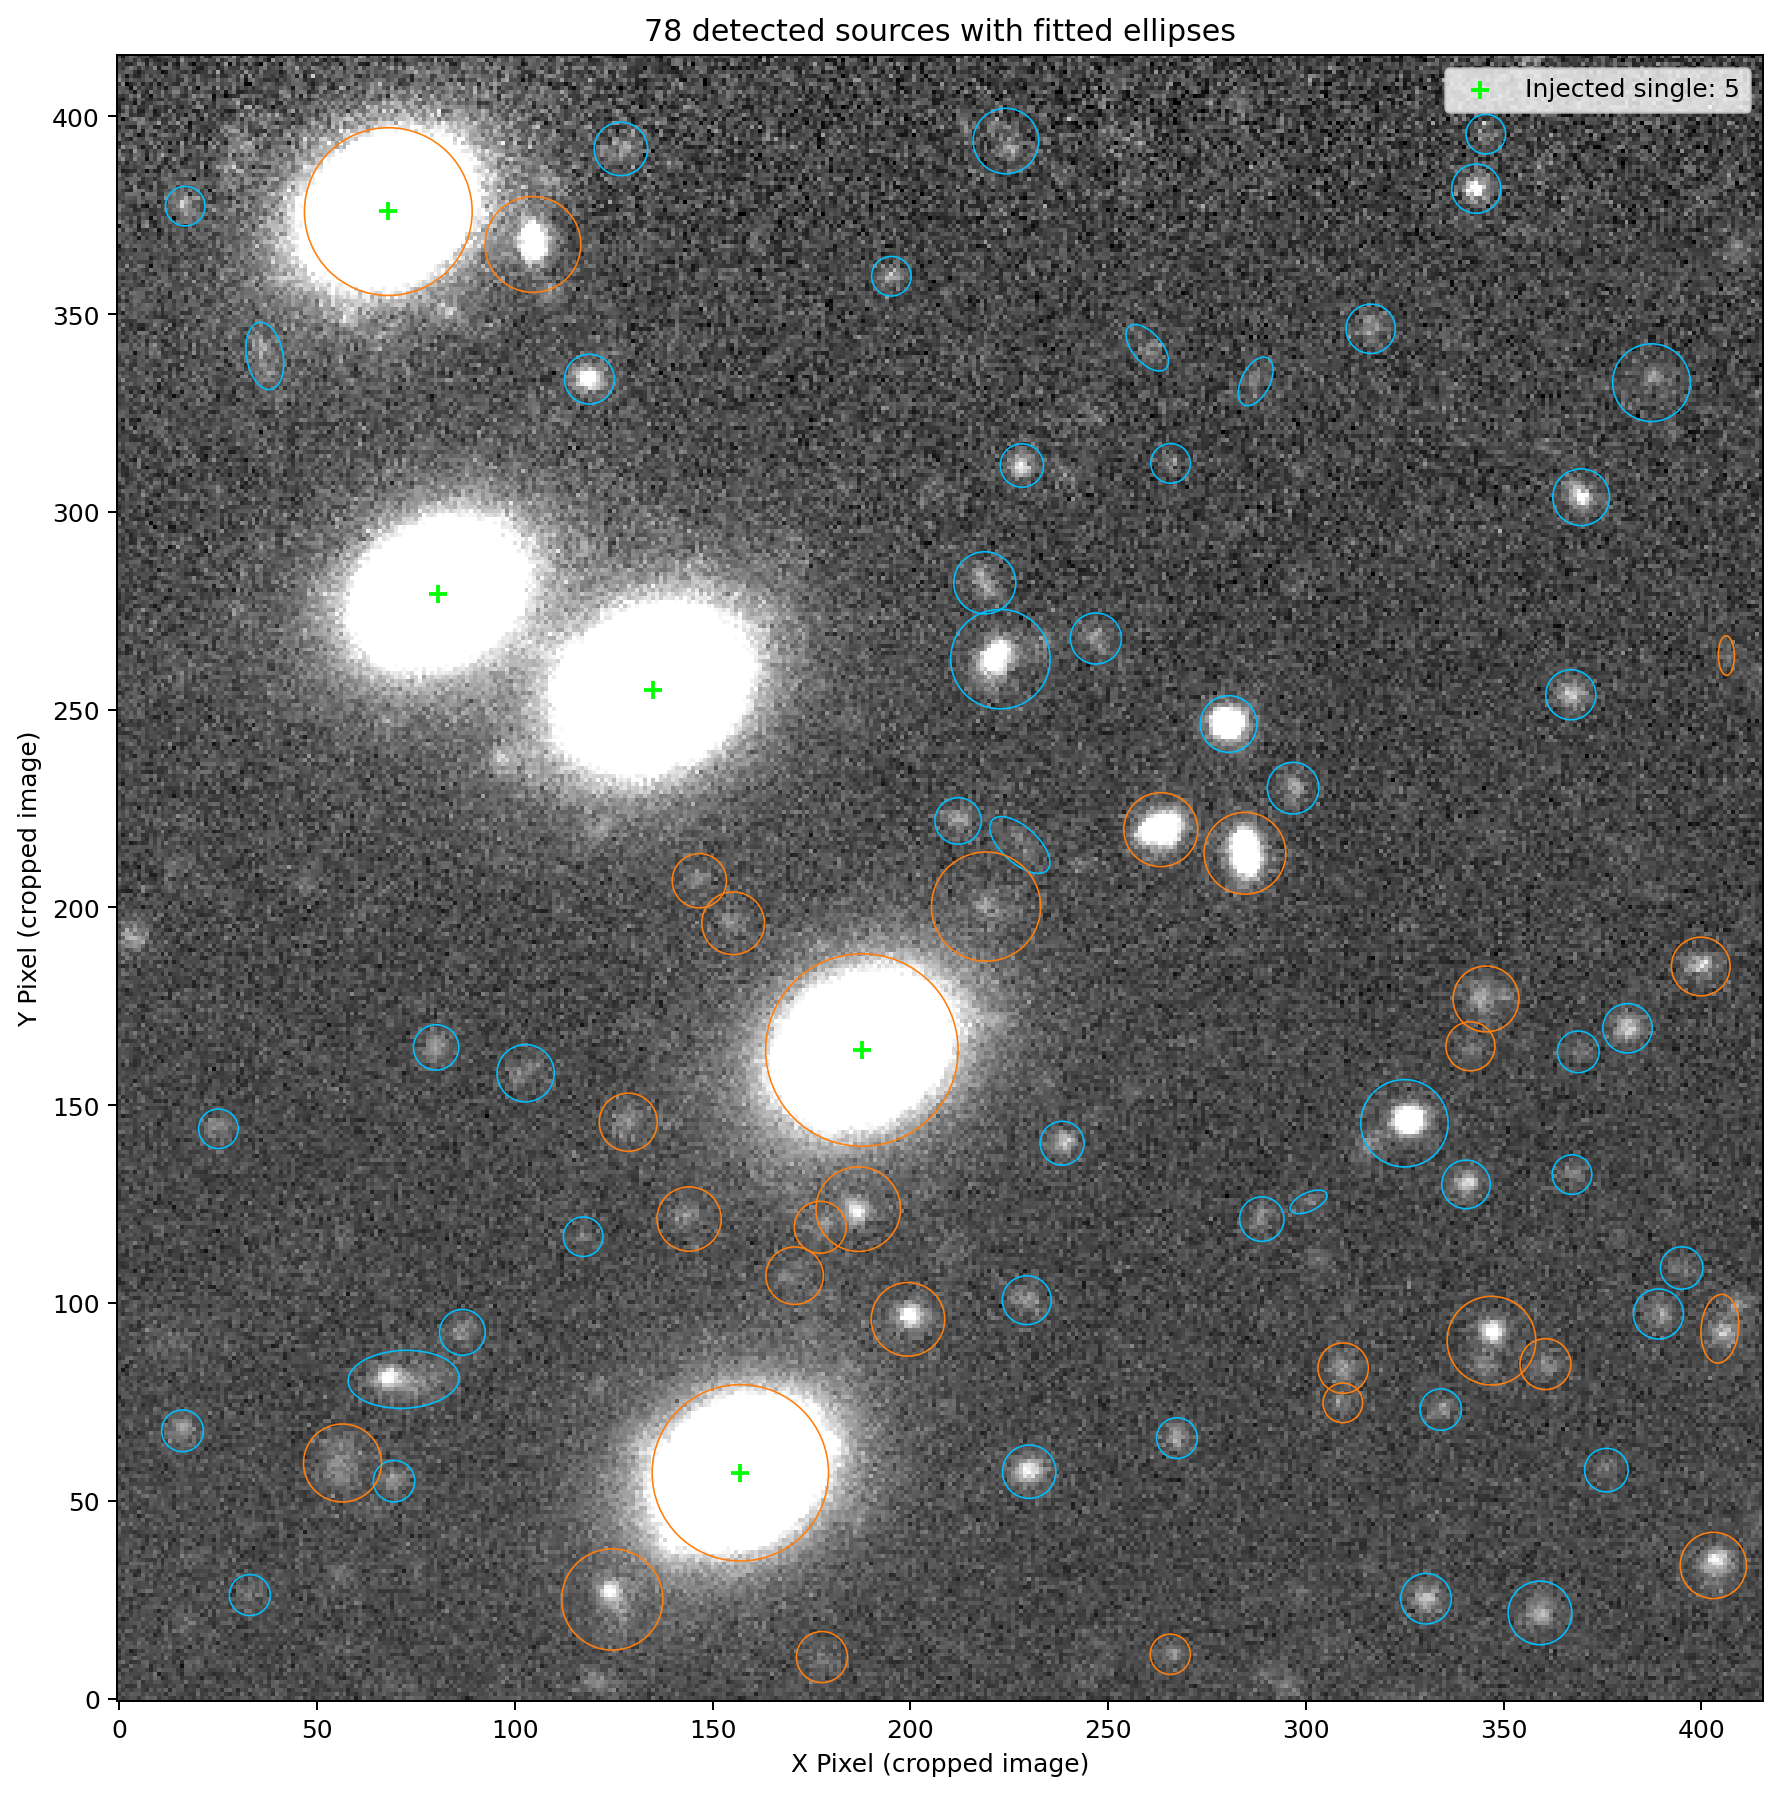 78 detected sources with fitted ellipses
Injected single: 5
400
350
300
250
200
150
100
50
0
Y Pixel (cropped image)
0 50 100 150 200 250 300 350 400
X Pixel (cropped image)